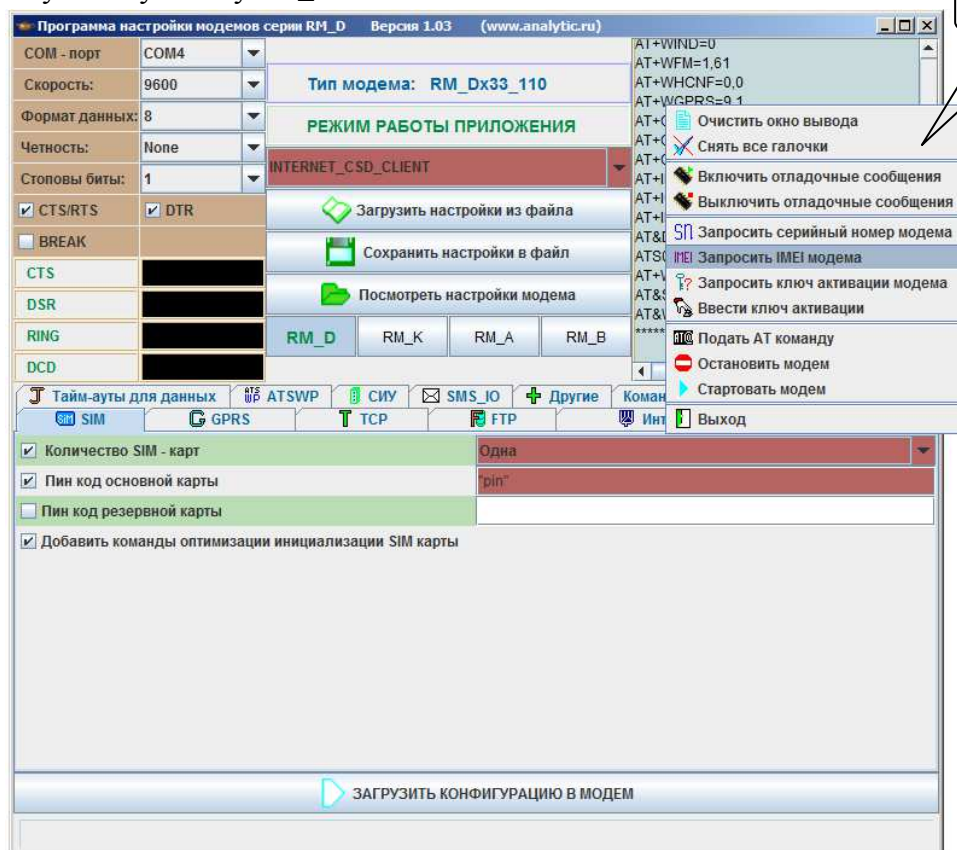 Программа настройки модемов серии RM_D Версия 1.03 (www.analytic.ru)
COM - порт COM4
Скорость: 9600
Формат данных: 8
Четность: None
Стоповы биты: 1
CTS/RTS DTR
BREAK
CTS
DSR
RING
DCD
Тип модема: RM_Dx33_110
РЕЖИМ РАБОТЫ ПРИЛОЖЕНИЯ
INTERNET_CSD_CLIENT
Загрузить настройки из файла
Сохранить настройки в файл
Посмотреть настройки модема
RM_D RM_K RM_A RM_B
AT+WIND=0
AT+WFM=1,61
AT+WHCNF=0,0
AT+WGPRS=9,1
Очистить окно вывода
Снять все галочки
Включить отладочные сообщения
Выключить отладочные сообщения
Запросить серийный номер модема
IMEI Запросить IMEI модема
Запросить ключ активации модема
Ввести ключ активации
Подать АТ команду
Остановить модем
Стартовать модем
Выход
Тайм-ауты для данных ATSWP СИУ SMS_IO Другие
SIM GPRS TCP FTP
Количество SIM - карт Одна
Пин код основной карты "pin"
Пин код резервной карты
Добавить команды оптимизации инициализации SIM карты
ЗАГРУЗИТЬ КОНФИГУРАЦИЮ В МОДЕМ